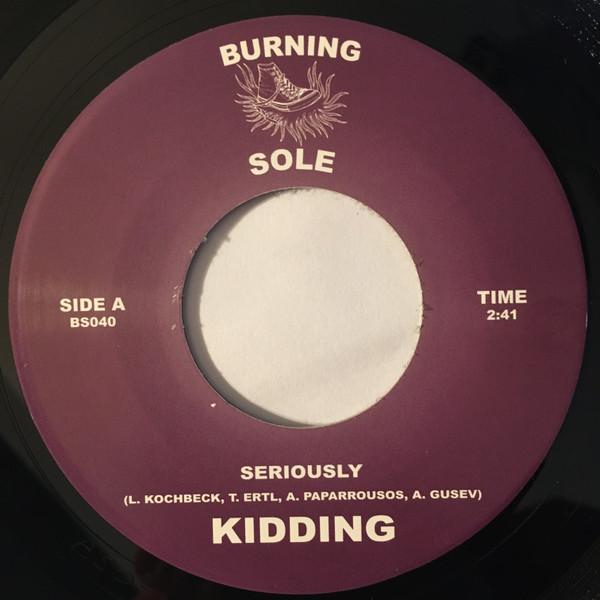 BURNING
SOLE
SIDE A
BS040
TIME
2:41
SERIOUSLY
(L. KOCHBECK, T. ERTL, A. PAPARROUSOS, A. GUSEV)
KIDDING